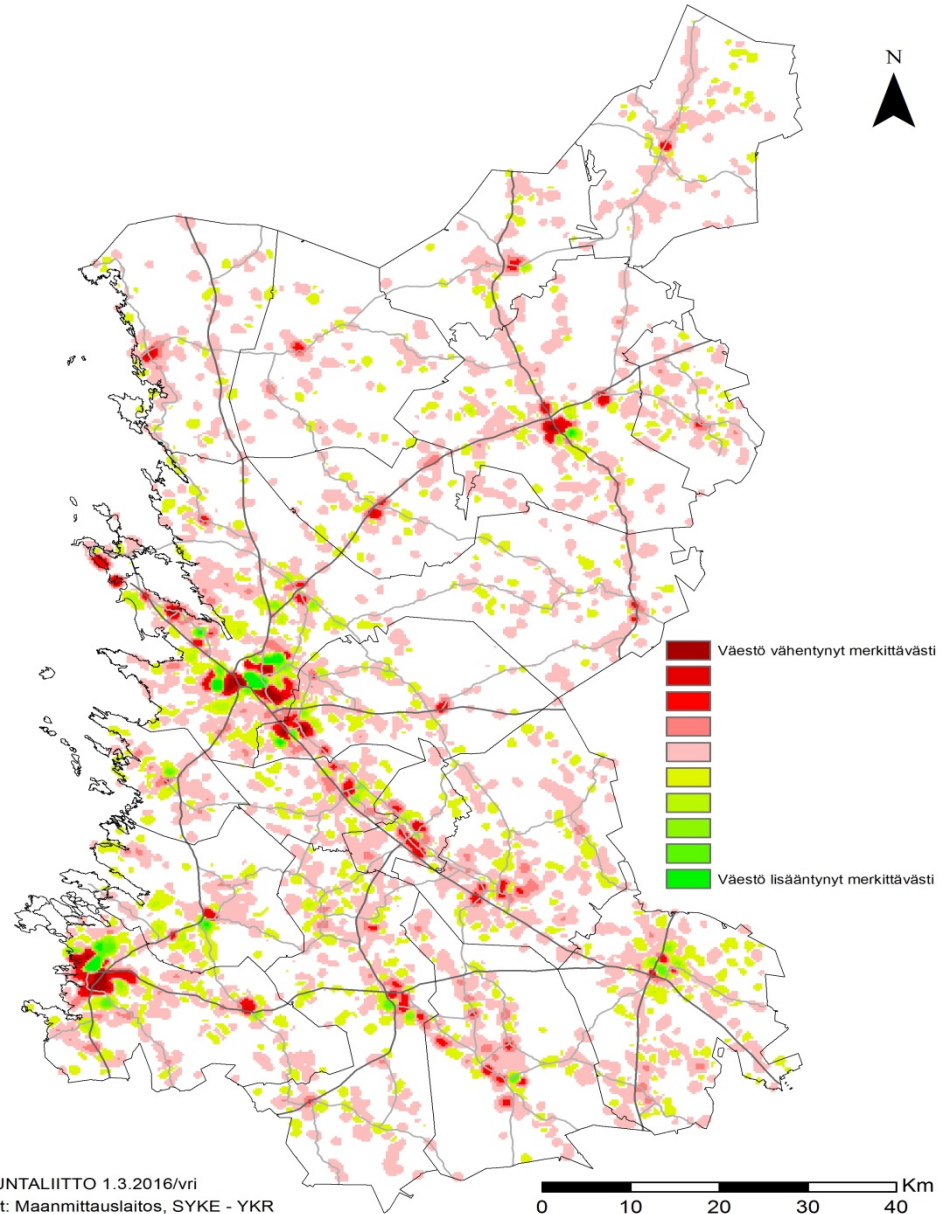 N
Väestö vähentynyt merkittävästi
Väestö lisääntynyt merkittävästi
JNTALIITTO 1.3.2016/vri
t: Maanmittauslaitos, SYKE - YKR
Km
0 10 20 30 40